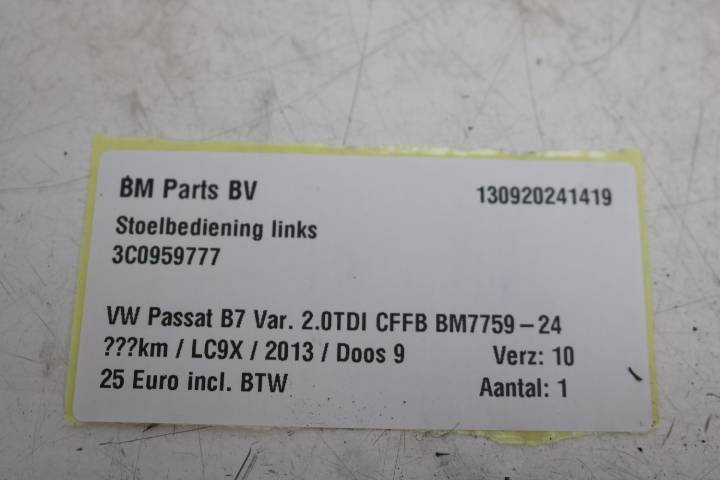 BM Parts BV 130920241419
Stoelbediening links
3C0959777
VW Passat B7 Var. 2.0TDI CFFB BM7759-24
???km / LC9X / 2013 / Doos 9 Verz: 10
25 Euro incl. BTW Aantal: 1